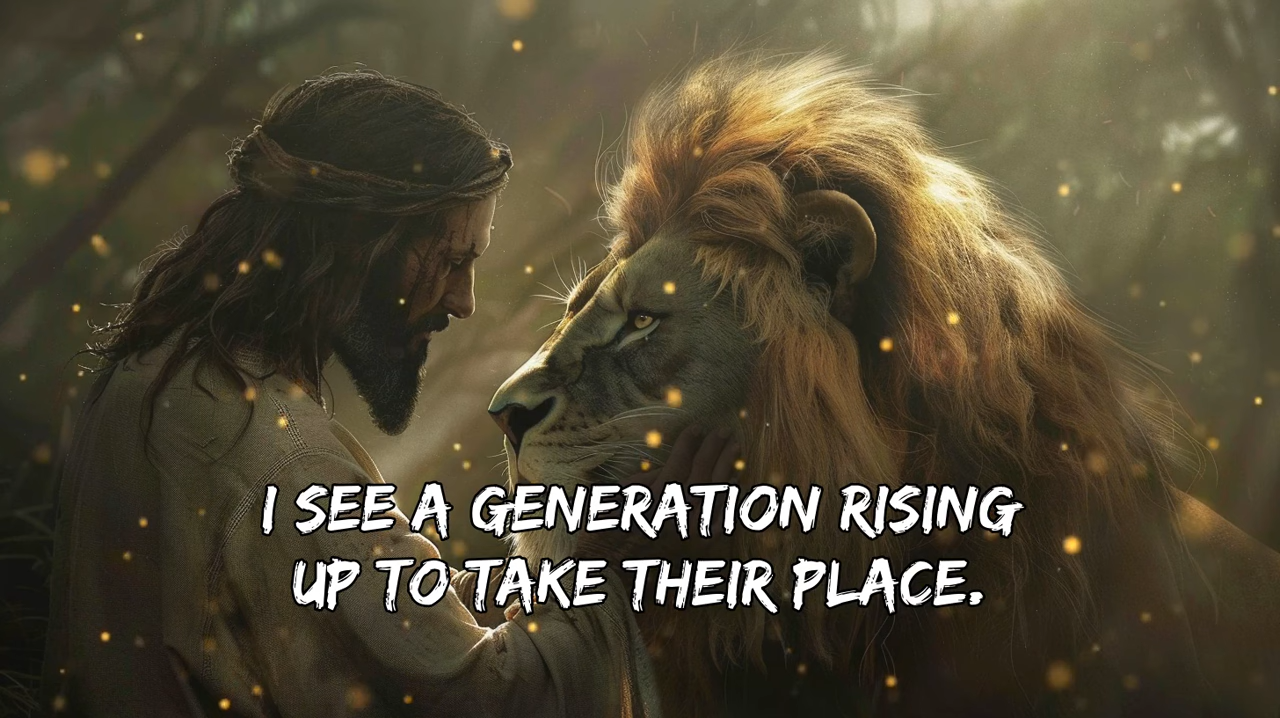 I SEE A GENERATION RISING
UP TO TAKE THEIR PLACE.